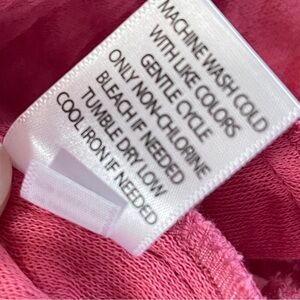 MACHINE WASH COLD
WITH LIKE COLORS
GENTLE CYCLE
ONLY NON-CHLORINE
BLEACH IF NEEDED
TUMBLE DRY LOW
COOL IRON IF NEEDED